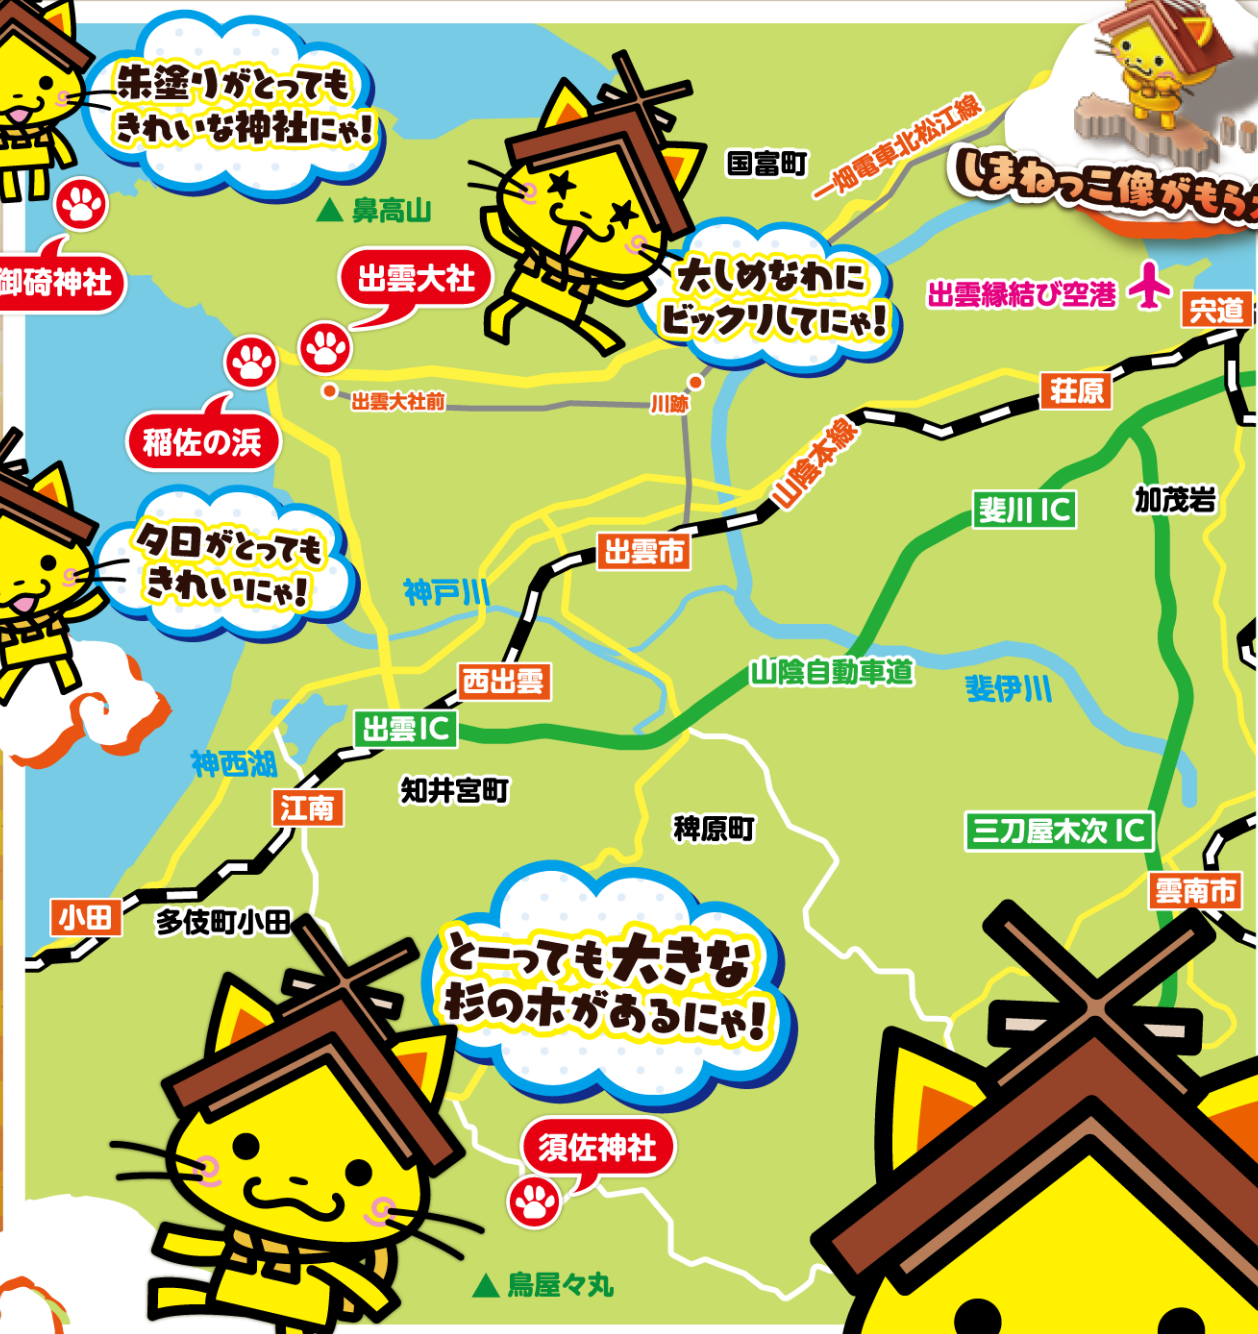 朱塗りがとっても
きれいな神社にゃ!
国富町
一畑電車北松江線
しまねっこ像がもら
鼻高山
御碕神社
出雲大社
大しめなわに
ビックリしてにゃ!
出雲縁結び空港
宍道
荘原
出雲大社前
川跡
稲佐の浜
山陰本線
斐川IC
加茂岩
夕日がとっても
きれいにゃ!
出雲市
神戸川
西出雲
山陰自動車道
斐伊川
出雲IC
神西湖
知井宮町
江南
稗原町
三刀屋木次IC
雲南市
小田
多伎町小田
とーっても大きな
杉の木があるにゃ!
須佐神社
鳥屋々丸